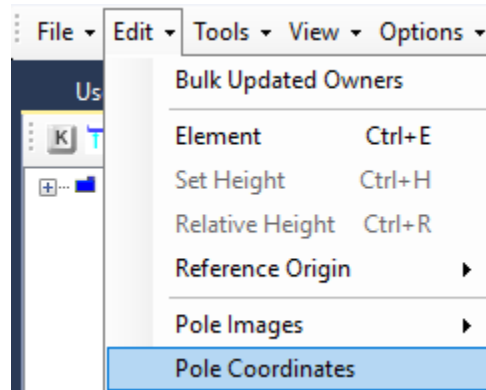 File Edit Tools View Options
Us
Bulk Updated Owners
K
Element Ctrl+E
Set Height Ctrl+H
Relative Height Ctrl+R
Reference Origin
Pole Images
Pole Coordinates